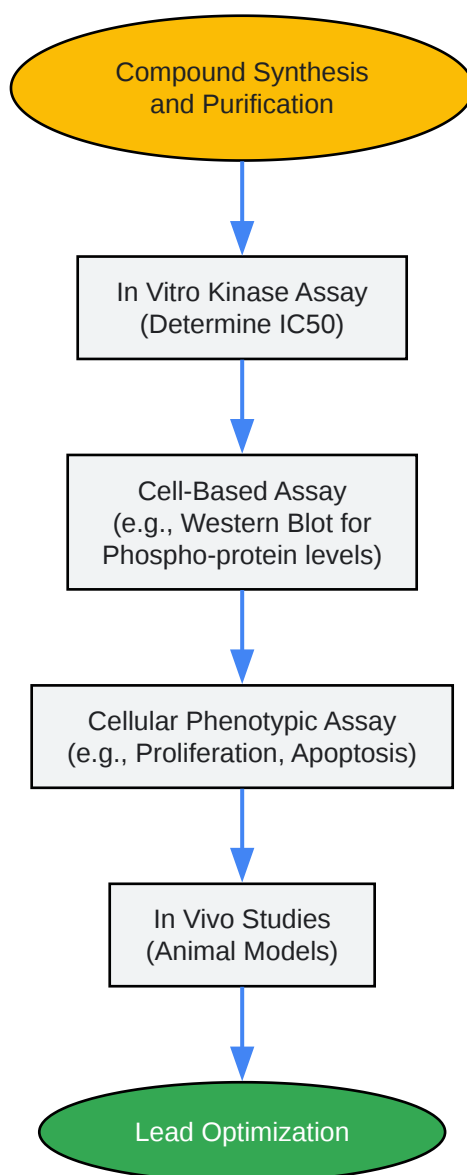 Compound Synthesis
and Purification
In Vitro Kinase Assay
(Determine IC50)
Cell-Based Assay
(e.g., Western Blot for
Phospho-protein levels)
Cellular Phenotypic Assay
(e.g., Proliferation, Apoptosis)
In Vivo Studies
(Animal Models)
Lead Optimization